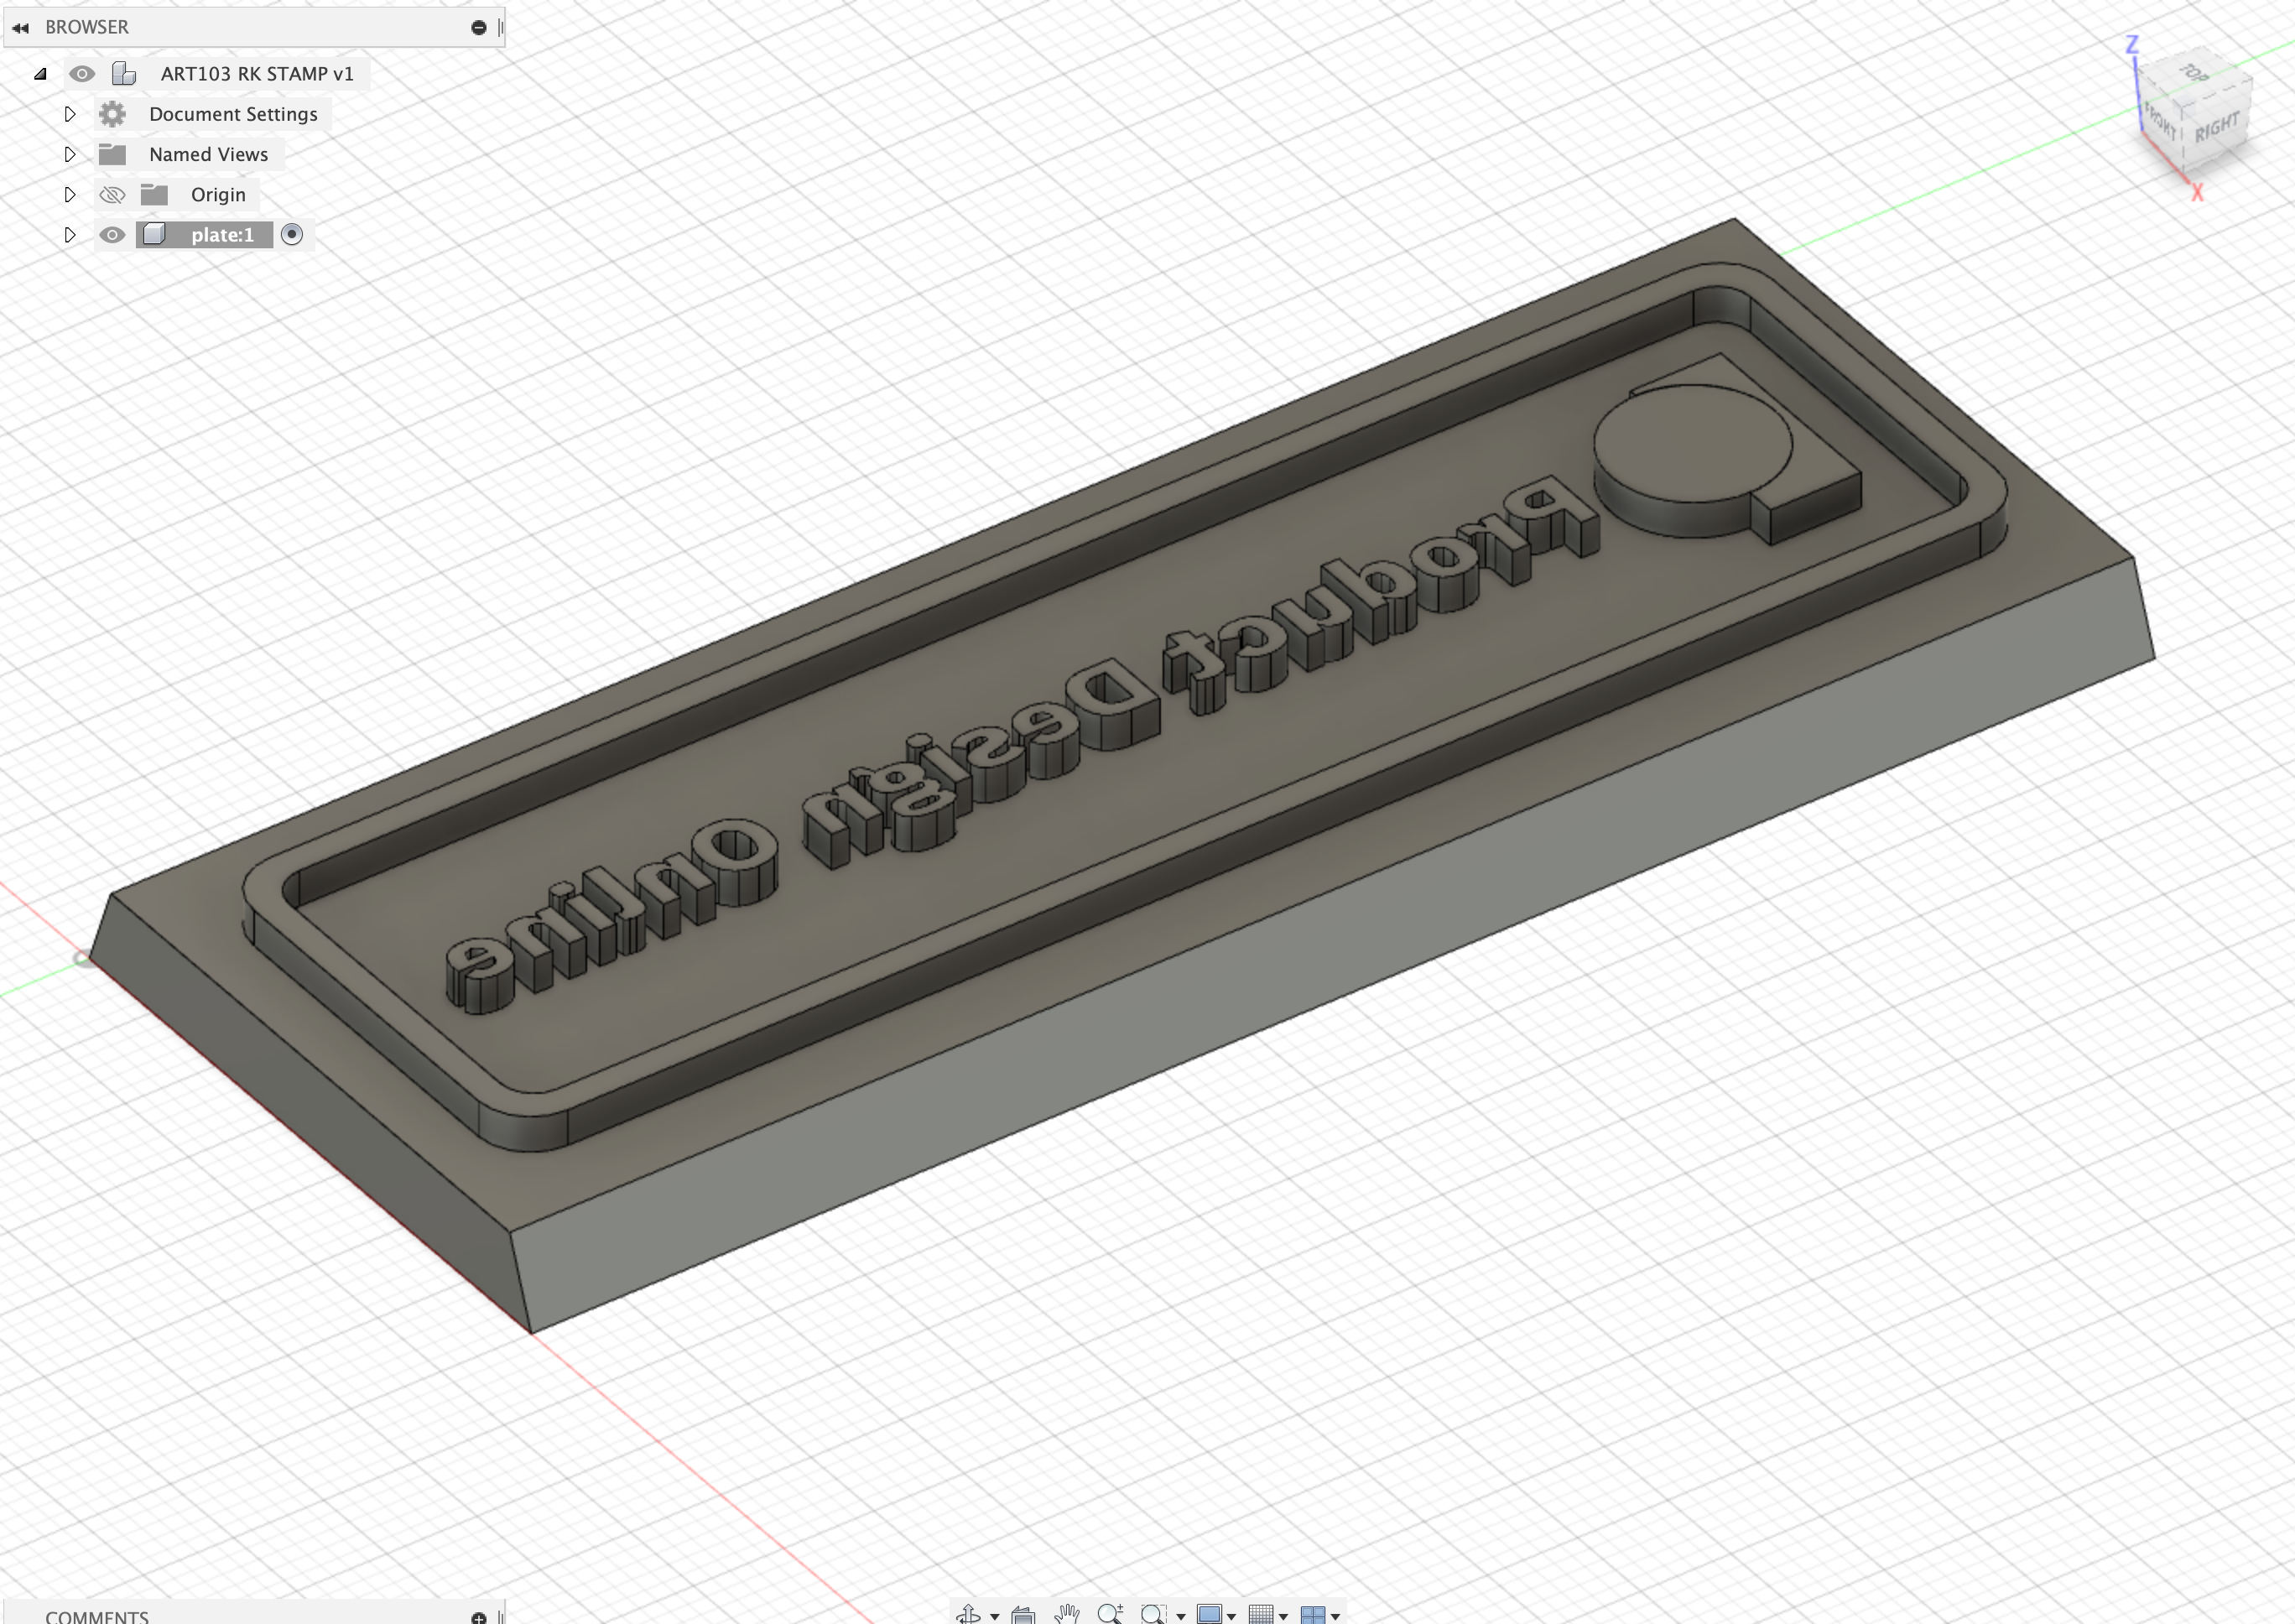 BROWSER
ART103 RK STAMP v1
Document Settings
Named Views
Origin
plate:1
Z
TOP
FRONT
RIGHT
X
Product Design Online
COMMENTS